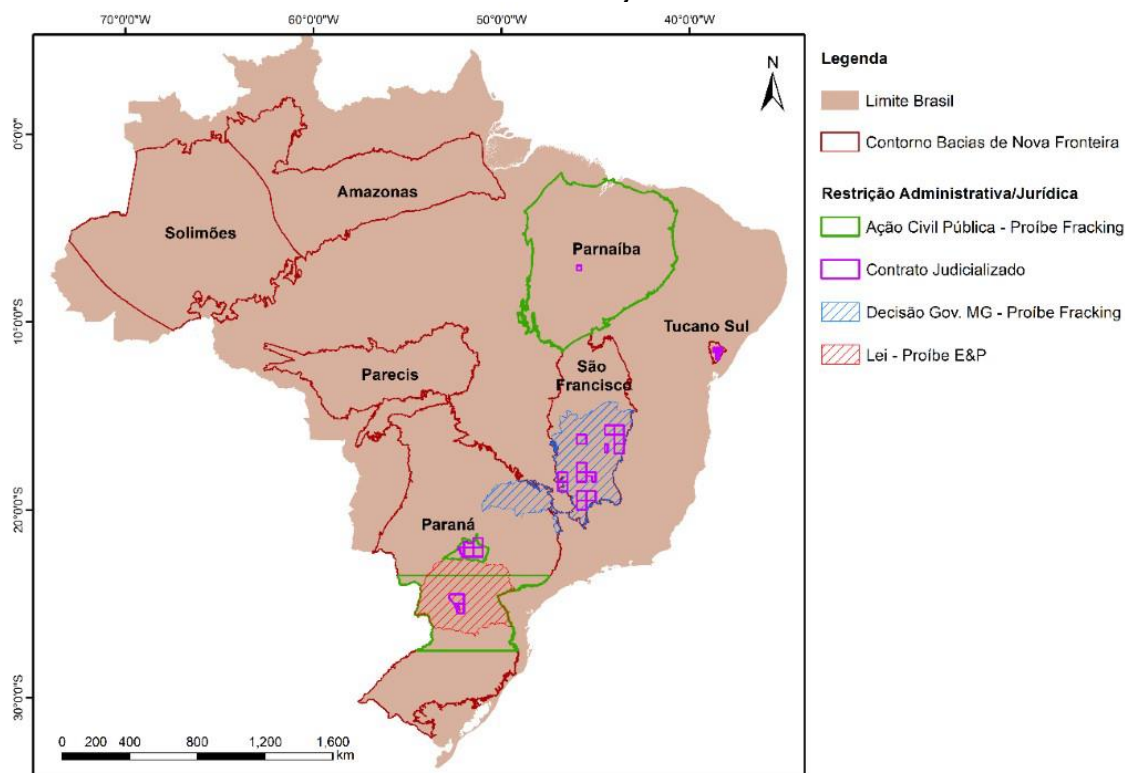 70°0'0"W
60°0'0"W
50°0'0"W
40°0'0"W
0°0'0"
10°0'0"S
20°0'0"S
30°0'0"S
N
Amazonas
Solimões
Parnaíba
Tucano Sul
São
Francisco
Parecis
Paraná
0 200 400 800 1,200 1,600
km
Legenda
Limite Brasil
Contorno Bacias de Nova Fronteira
Restrição Administrativa/Jurídica
Ação Civil Pública - Proíbe Fracking
Contrato Judicializado
Decisão Gov. MG - Proíbe Fracking
Lei - Proíbe E&P